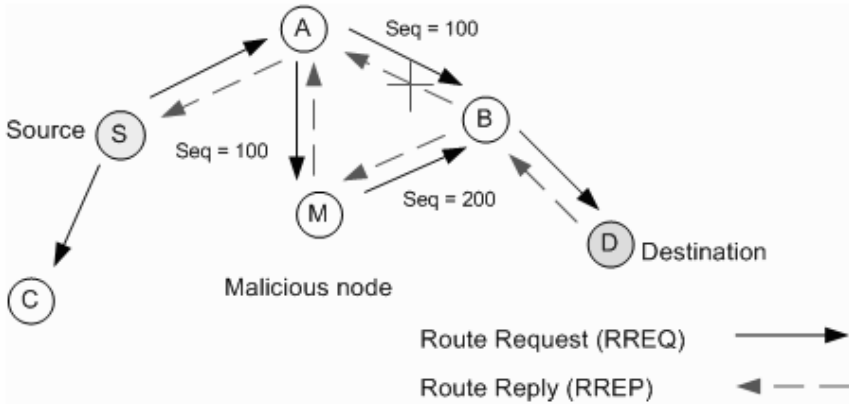 A
Seq = 100
Source
S
B
Seq = 100
M
Seq = 200
D
Destination
C
Malicious node
Route Request (RREQ)
Route Reply (RREP)